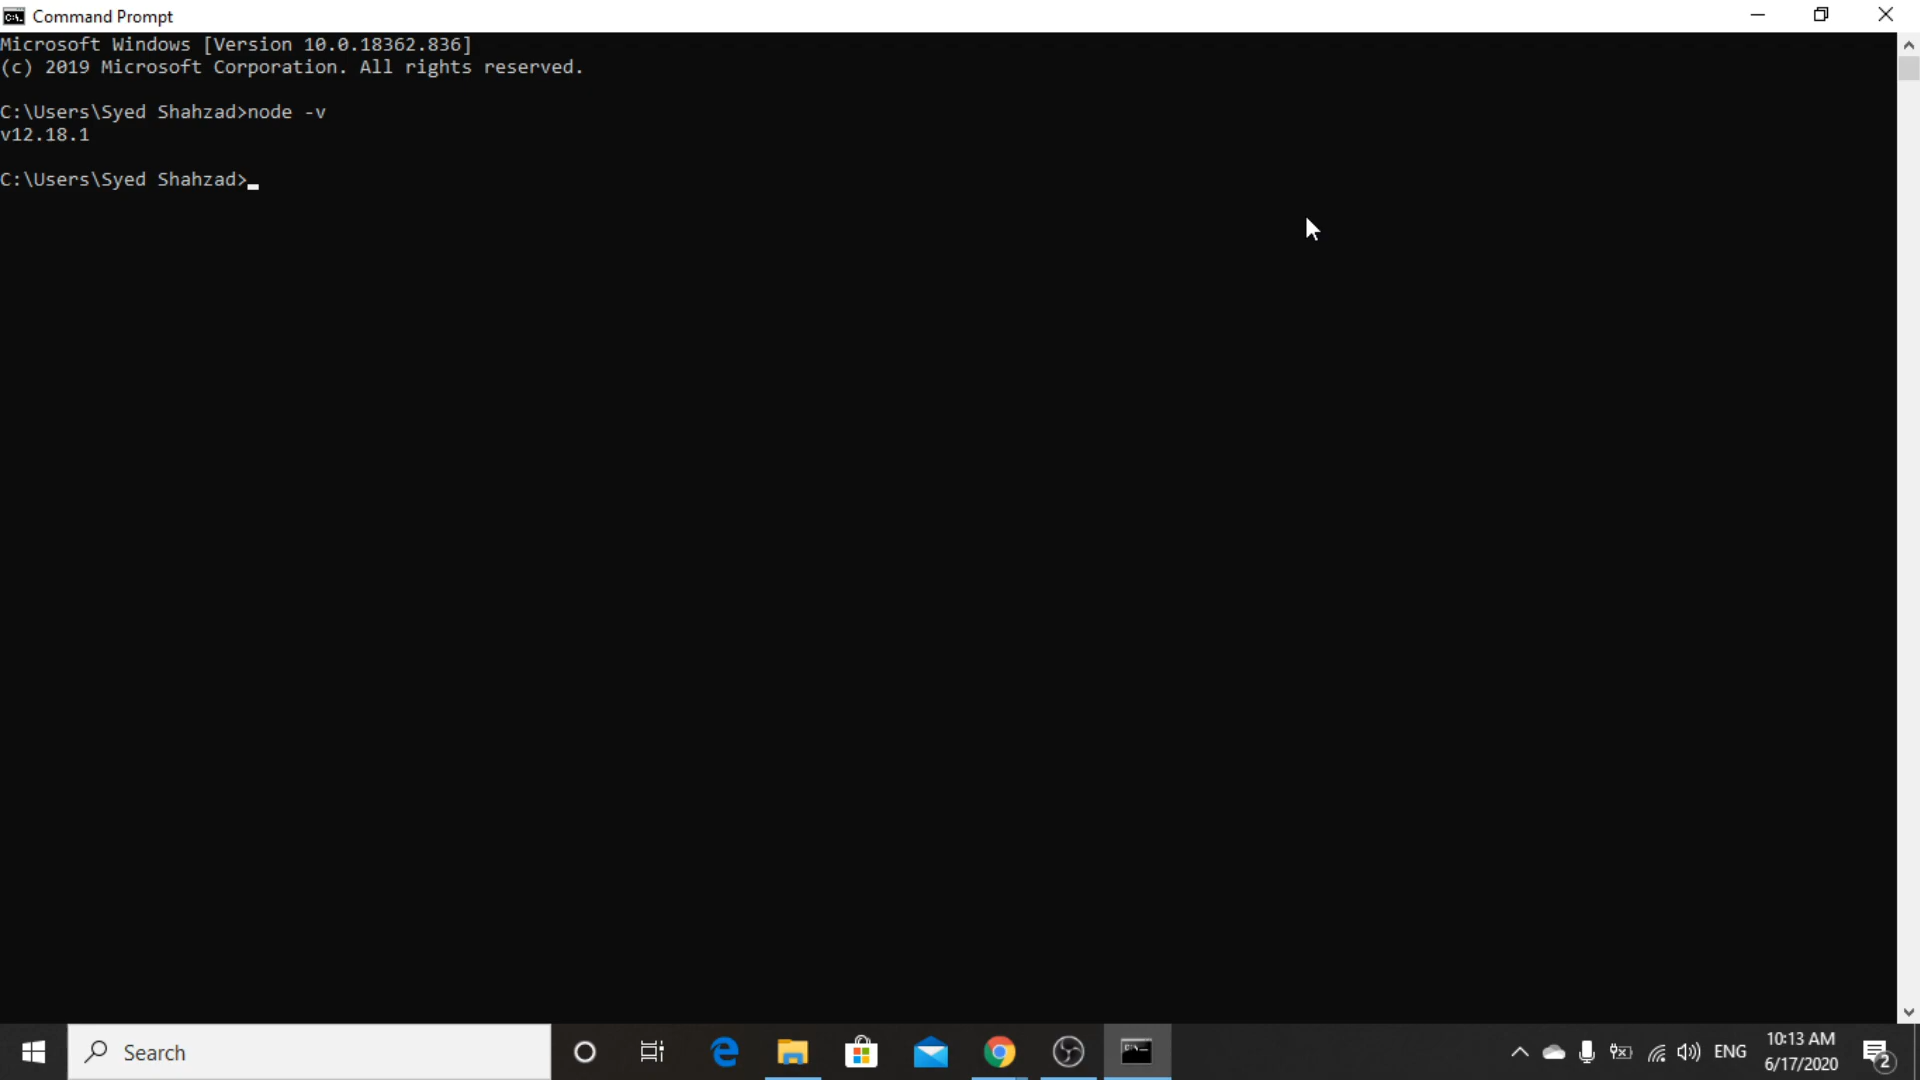 Command Prompt
Microsoft Windows [Version 10.0.18362.836]
(c) 2019 Microsoft Corporation. All rights reserved.
C:\Users\Syed Shahzad>node -v
v12.18.1
C:\Users\Syed Shahzad>
Search
ENG
10:13 AM
6/17/2020
2